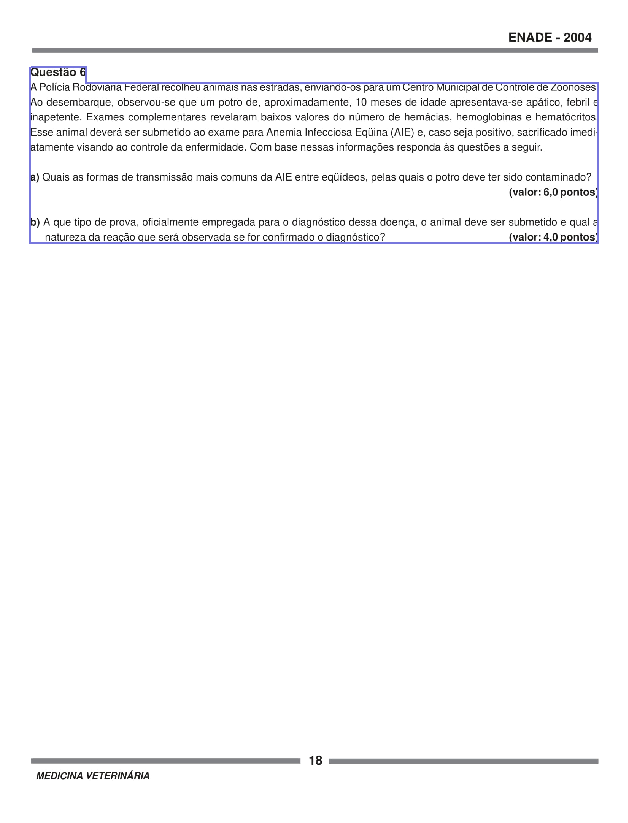 ENADE - 2004
Questão 6
A Polícia Rodoviária Federal recolheu animais nas estradas, enviando-os para um Centro Municipal de Controle de Zoonoses.
Ao desembarque, observou-se que um potro de, aproximadamente, 10 meses de idade apresentava-se apático, febril e
inapetente. Exames complementares revelaram baixos valores do número de hemácias, hemoglobinas e hematócritos.
Esse animal deverá ser submetido ao exame para Anemia Infecciosa Eqüina (AIE) e, caso seja positivo, sacrificado imedi-
atamente visando ao controle da enfermidade. Com base nessas informações responda às questões a seguir.
a) Quais as formas de transmissão mais comuns da AIE entre eqüídeos, pelas quais o potro deve ter sido contaminado?
(valor: 6,0 pontos)
b) A que tipo de prova, oficialmente empregada para o diagnóstico dessa doença, o animal deve ser submetido e qual a
natureza da reação que será observada se for confirmado o diagnóstico? (valor: 4,0 pontos)
18
MEDICINA VETERINÁRIA